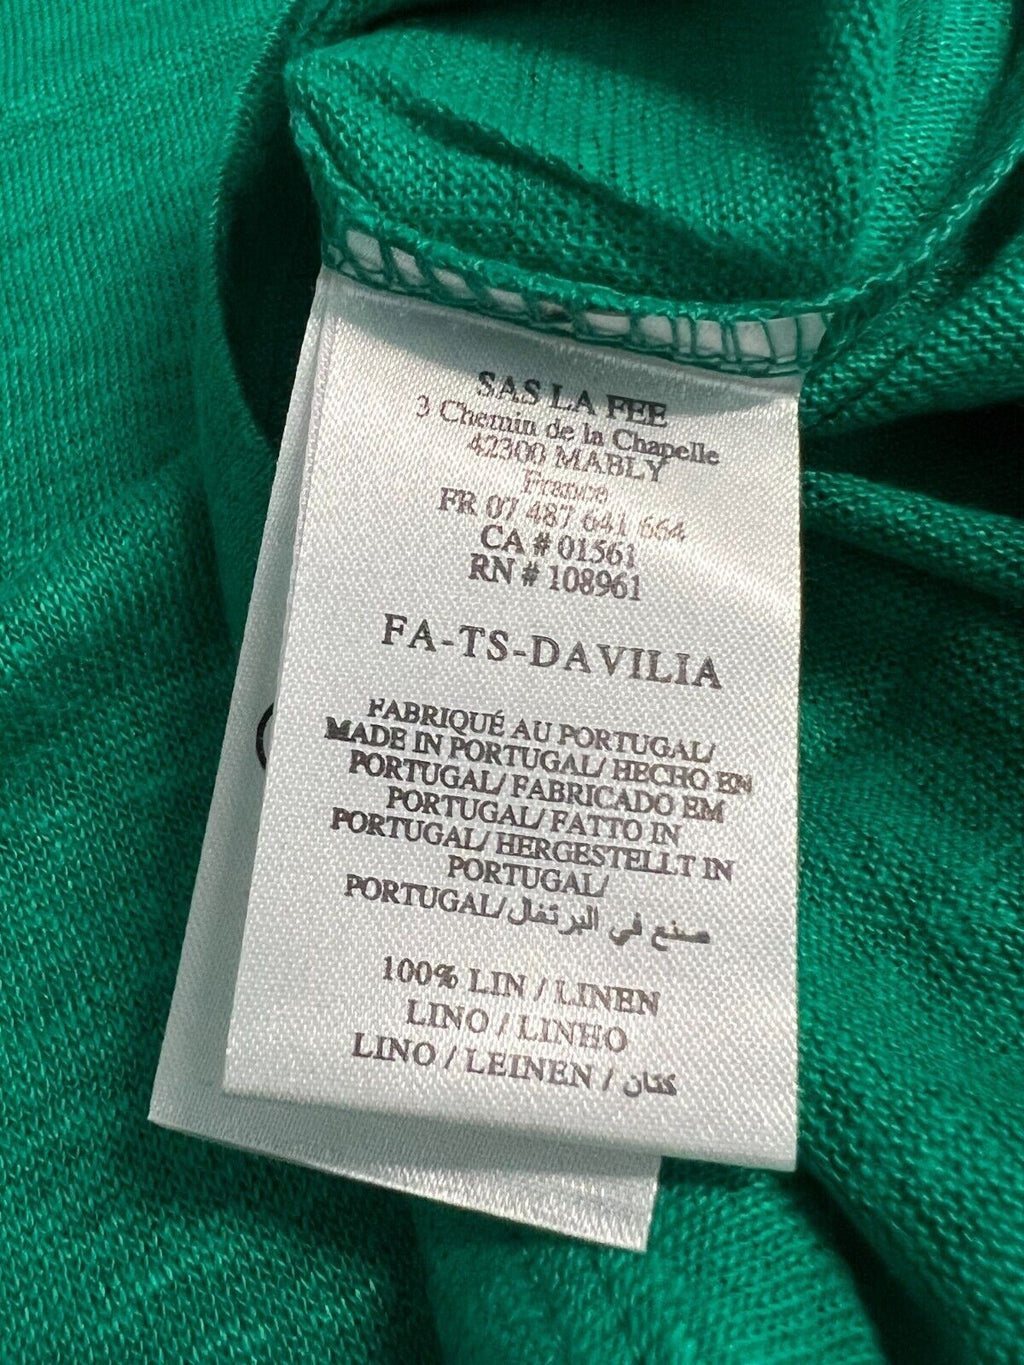 SAS LA FEE
3 Chemin de la Chapelle
42300 MABLY
France
FR 07 487 641 664
CA # 01561
RN # 108961
FA-TS-DAVILIA
FABRIQUÉ AU PORTUGAL/
MADE IN PORTUGAL/ HECHO EN
PORTUGAL/ FABRICADO EM
PORTUGAL/ FATTO IN
PORTUGAL/ HERGESTELLT IN
PORTUGAL/
PORTUGAL/صنع في البرتغال
100% LIN / LINEN
LINO / LINHO
LINO / LEINEN / كتان